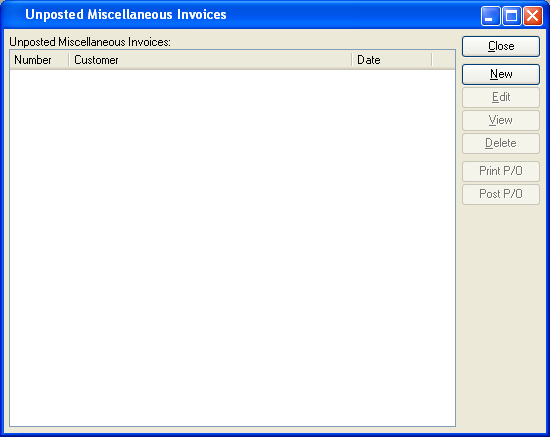 Unposted Miscellaneous Invoices
Unposted Miscellaneous Invoices:
Number Customer Date
Close
New
Edit
View
Delete
Print P/O
Post P/O